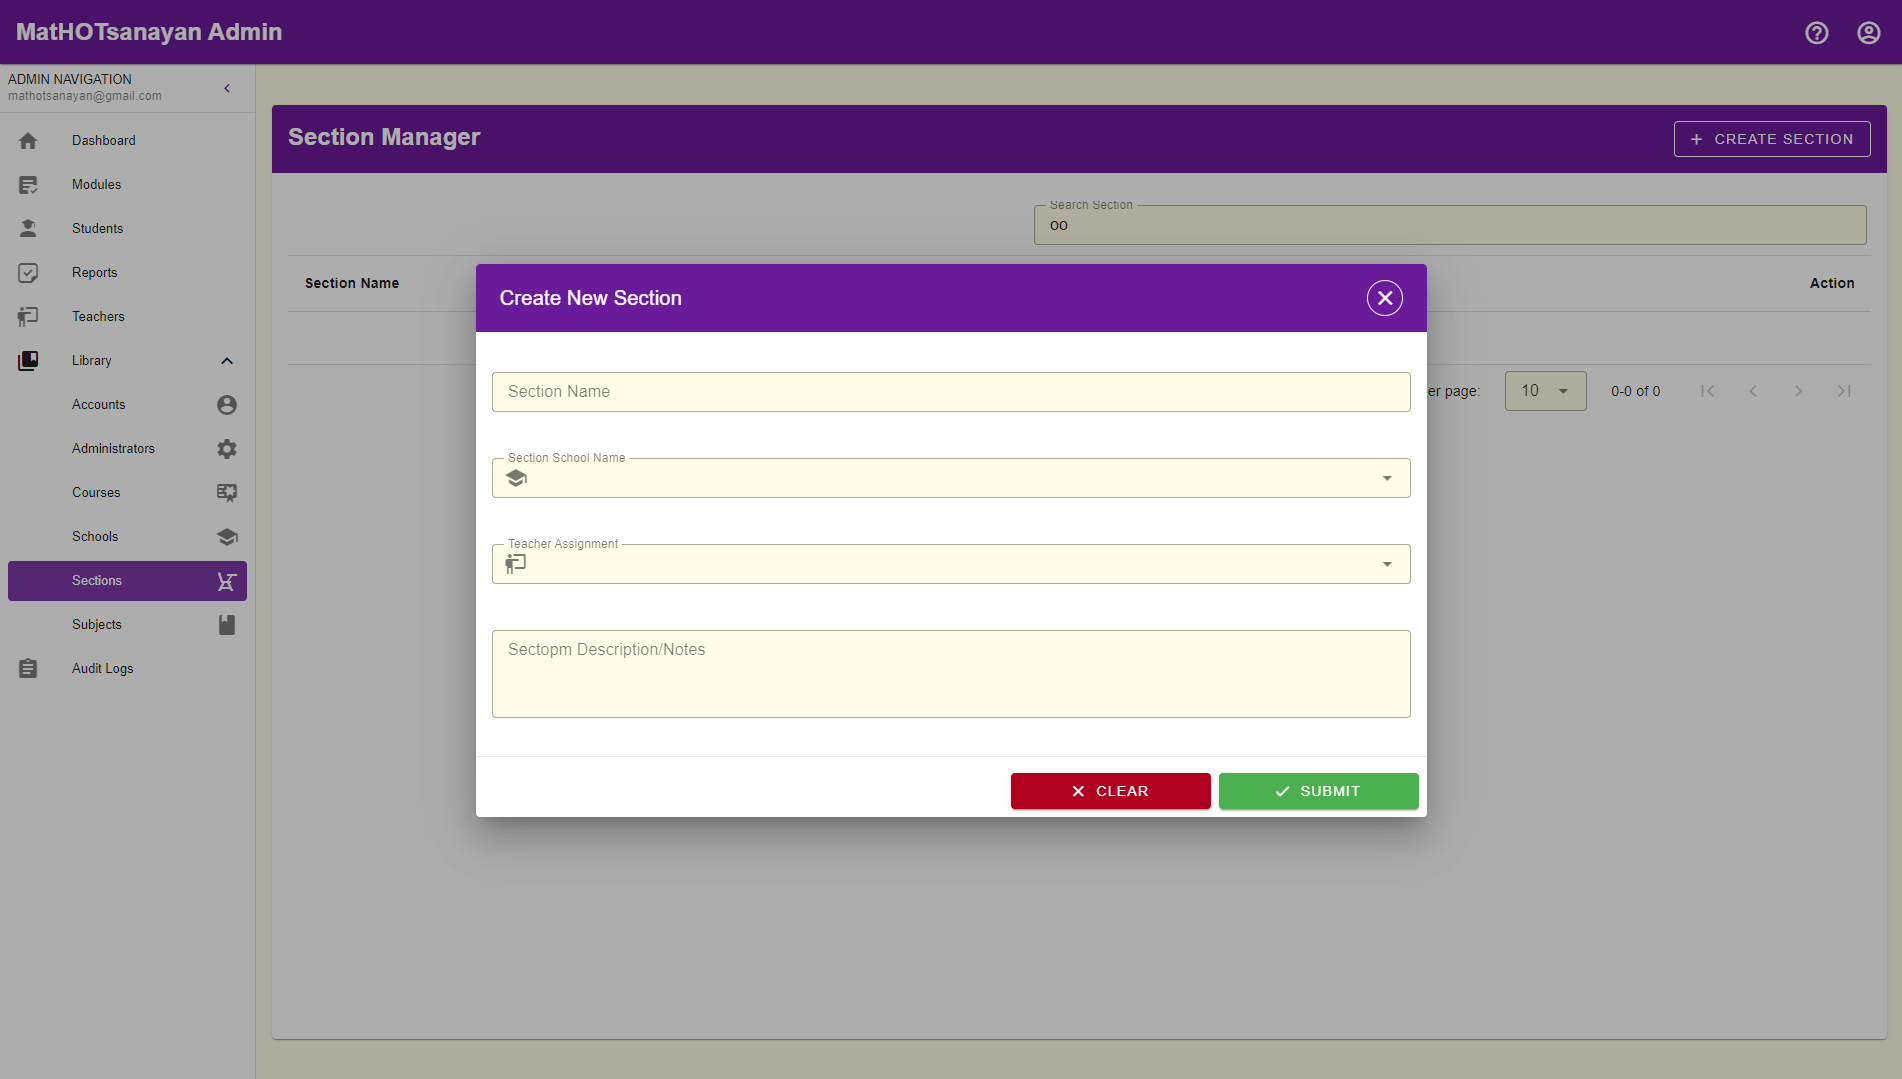 MatHOTsanayan Admin
ADMIN NAVIGATION
mathotsanayan@gmail.com
Dashboard
Modules
Students
Reports
Teachers
Library
Accounts
Administrators
Courses
Schools
Sections
Subjects
Audit Logs
Section Manager
CREATE SECTION
Search Section
oo
Section Name
Action
er page:
10
0-0 of 0
Create New Section
Section Name
Section School Name
Teacher Assignment
Sectopm Description/Notes
CLEAR
SUBMIT